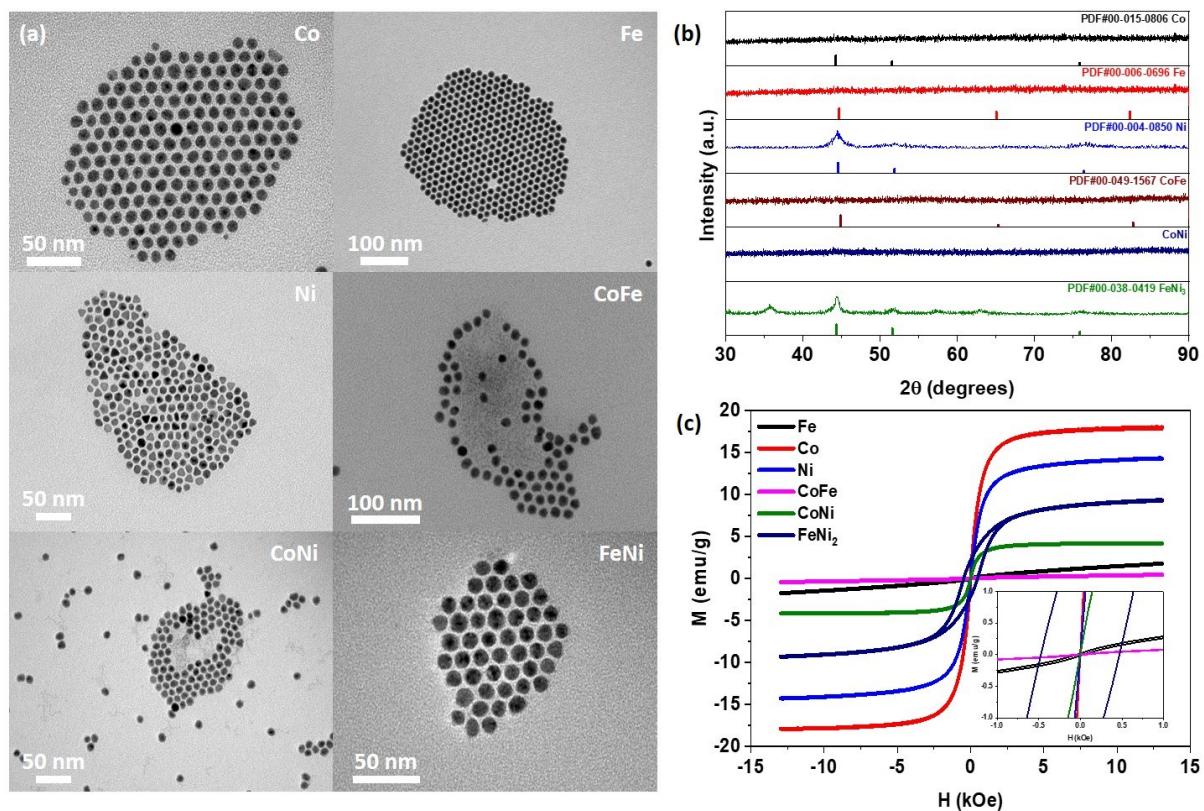 (a)
Co
50 nm
Fe
100 nm
Ni
50 nm
CoFe
100 nm
CoNi
50 nm
FeNi
50 nm
(b)
PDF#00-015-0806 Co
PDF#00-006-0696 Fe
PDF#00-004-0850 Ni
PDF#00-049-1567 CoFe
CoNi
PDF#00-038-0419 FeNi₃
Intensity (a.u.)
30 40 50 60 70 80 90
2θ (degrees)
(c)
Fe
Co
Ni
CoFe
CoNi
FeNi₂
M (emu/g)
20
15
10
5
0
-5
-10
-15
-20
-15 -10 -5 0 5 10 15
H (kOe)
M (emu/g)
1.0
0.5
0.0
-0.5
-1.0
-1.0 -0.5 0.0 0.5 1.0
H (kOe)